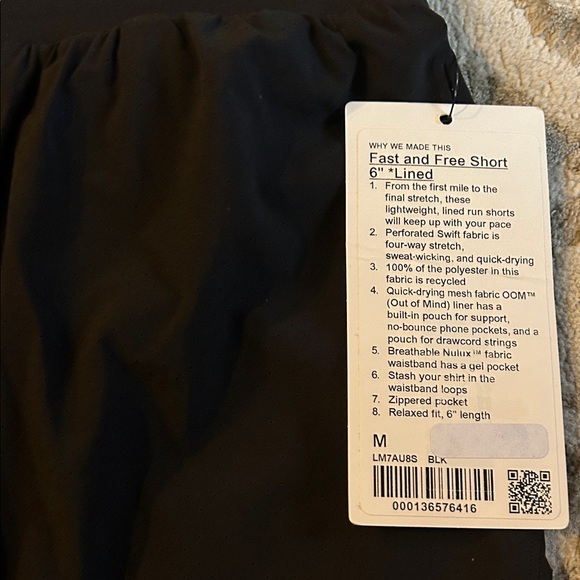 WHY WE MADE THIS
Fast and Free Short
6" *Lined
1. From the first mile to the
final stretch, these
lightweight, lined run shorts
will keep up with your pace
2. Perforated Swift fabric is
four-way stretch,
sweat-wicking, and quick-drying
3. 100% of the polyester in this
fabric is recycled
4. Quick-drying mesh fabric OOM™
(Out of Mind) liner has a
built-in pouch for support,
no-bounce phone pockets, and a
pouch for drawcord strings
5. Breathable Nulux™ fabric
waistband has a gel pocket
6. Stash your shirt in the
waistband loops
7. Zippered pocket
8. Relaxed fit, 6" length
M
LM7AU8S BLK
000136576416